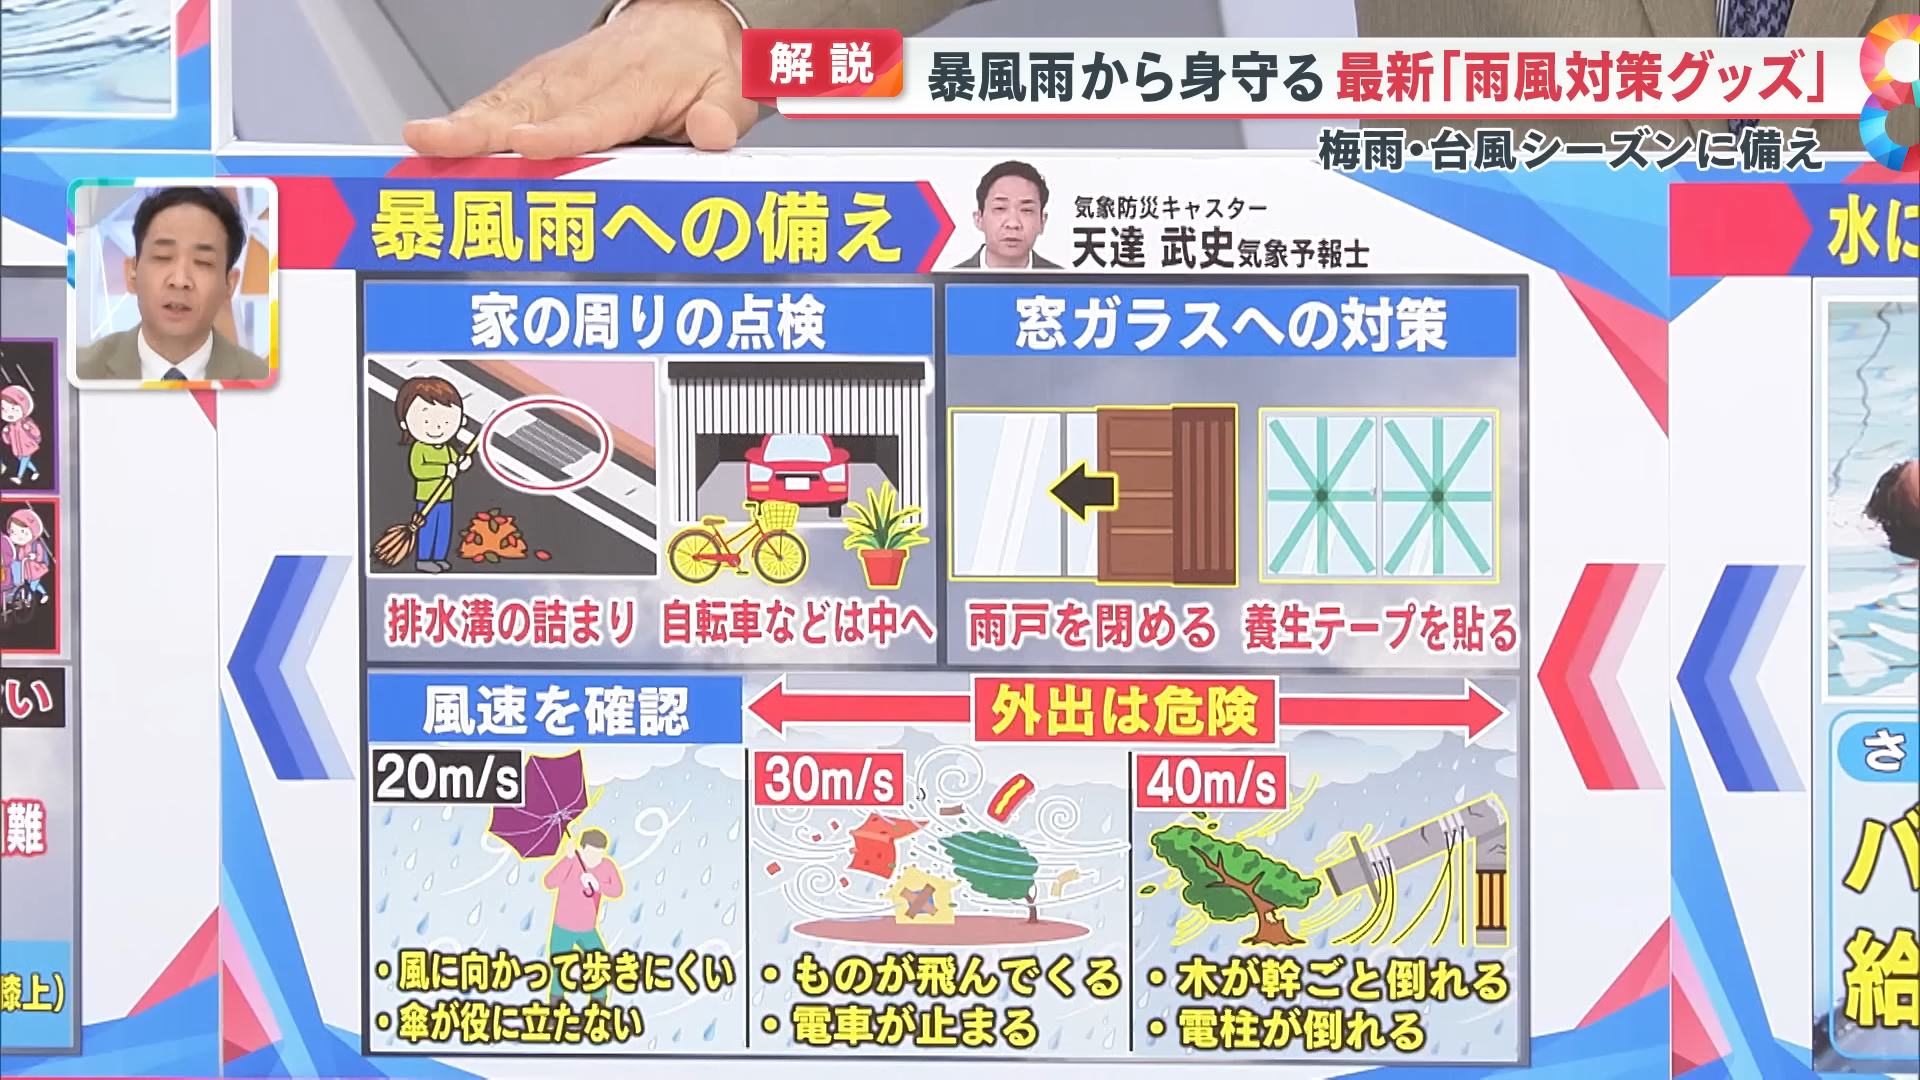 解説
暴風雨から身守る 最新「雨風対策グッズ」
梅雨・台風シーズンに備え
暴風雨への備え
気象防災キャスター
天達 武史気象予報士
水に
家の周りの点検
窓ガラスへの対策
排水溝の詰まり
自転車などは中へ
雨戸を閉める
養生テープを貼る
風速を確認
外出は危険
20m/s
30m/s
40m/s
・風に向かって歩きにくい
・傘が役に立たない
・ものが飛んでくる
・電車が止まる
・木が幹ごと倒れる
・電柱が倒れる
い
難
膝上)
さ
バ
給